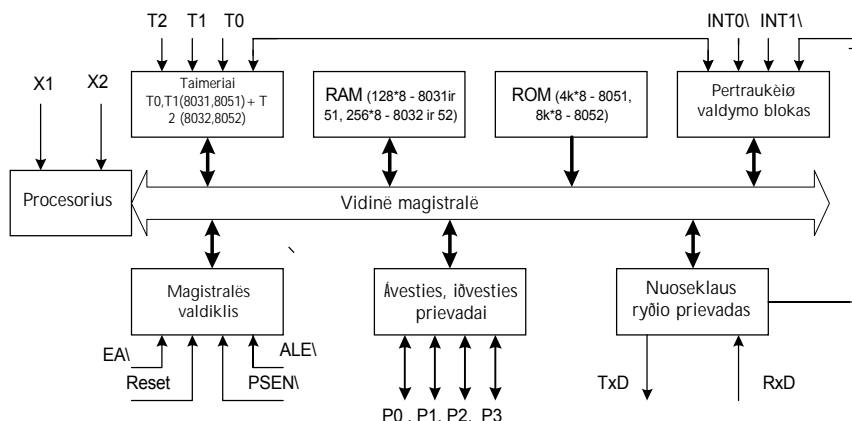 T2 T1 T0
INT0\ INT1\
X1 X2
Taimeriai
T0,T1(8031,8051) + T
2 (8032,8052)
RAM (128*8 - 8031ir
51, 256*8 - 8032 ir 52)
ROM (4k*8 - 8051,
8k*8 - 8052)
Pertraukèiø
valdymo blokas
Procesorius
Vidinë magistralë
Magistralës
valdiklis
Ávesties, iðvesties
prievadai
Nuoseklaus
ryðio prievadas
EA\
ALE\
Reset
PSEN\
P0 , P1, P2, P3
TxD
RxD